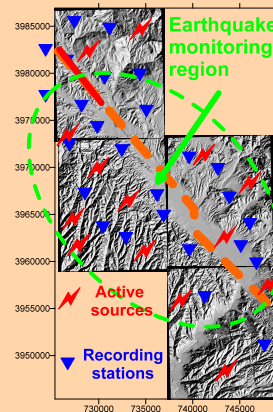 Earthquake
monitoring
region
3985000
3980000
3975000
3970000
3965000
3960000
3955000
3950000
Active
sources
Recording
stations
730000
735000
740000
745000